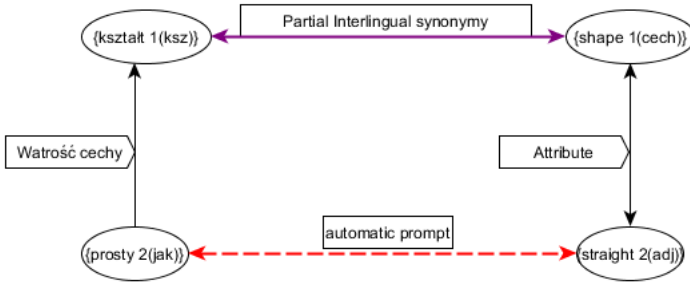 Partial Interlingual synonymy
{kształt 1(ksz)}
{shape 1(cech)}
Watrość cechy
Attribute
automatic prompt
{prosty 2(jak)}
{straight 2(adj)}